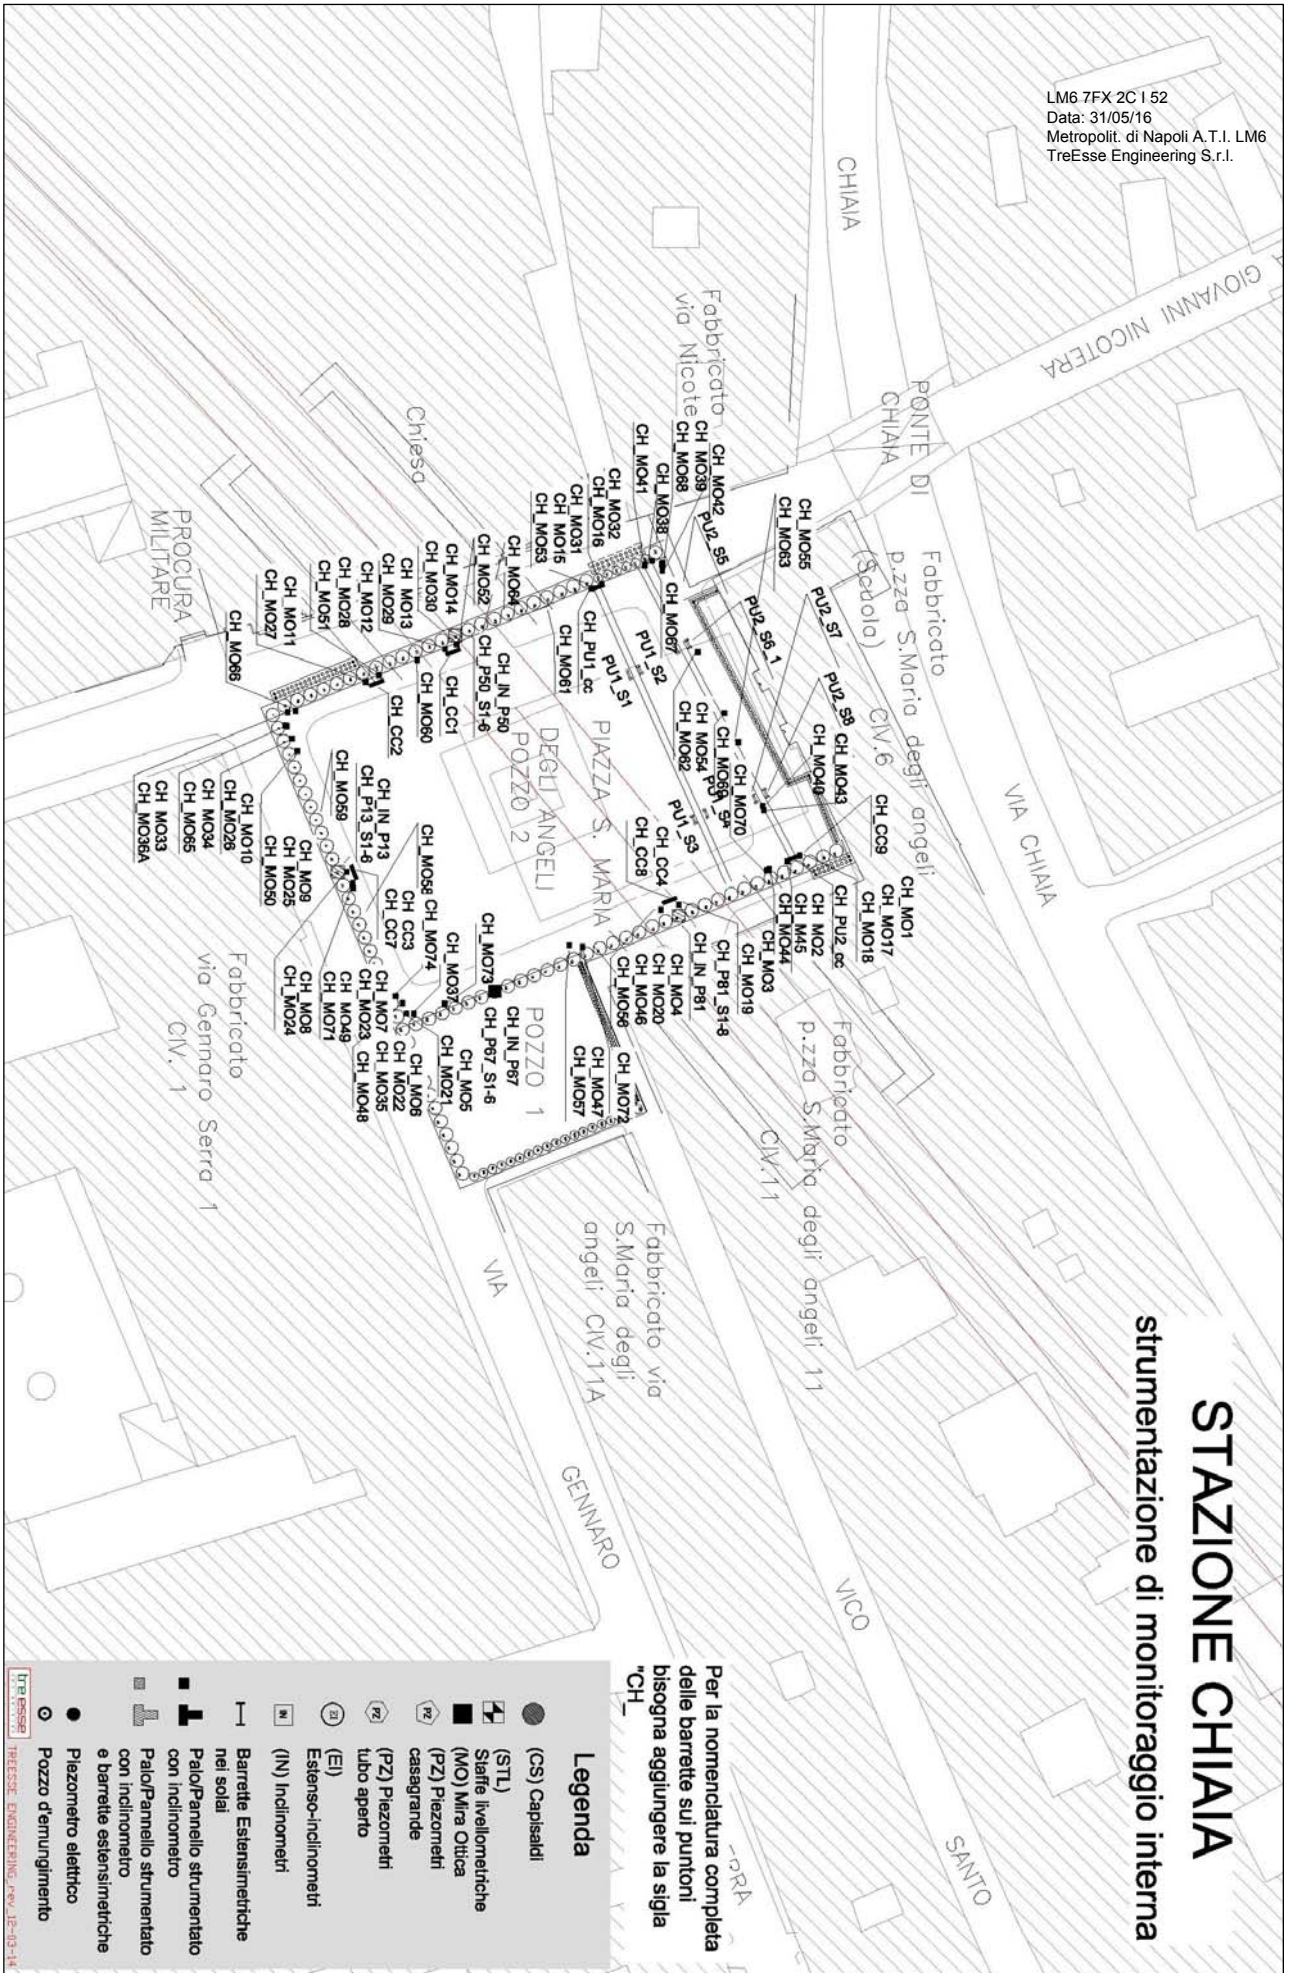 LM6 7FX 2C I 52
Data: 31/05/16
Metropolit. di Napoli A.T.I. LM6
TreEsse Engineering S.r.l.
STAZIONE CHIAIA
strumentazione di monitoraggio interna
GIOVANNI NICOTERA
CHIAIA
PONTE DI
CHIAIA
VIA CHIAIA
Fabbricato
p.zza S.Maria degli angeli
(Scuola) CIV.6
Fabbricato
via Nicote
Chiesa
PROCURA
MILITARE
PIAZZA S. MARIA
DEGLI ANGELI
POZZO 2
POZZO 1
Fabbricato
p.zza S.Maria degli angeli 11
CIV.11
Fabbricato via
S.Maria degli
angeli CIV.11A
Fabbricato
via Gennaro Serra 1
CIV. 1
VIA
GENNARO
VICO
SANTO
CH_MO55
CH_MO63
PU2_S7
PU2_S8
PU2_S6_1
PU2_S5
CH_MO42
CH_MO39
CH_MO68
CH_MO38
CH_MO41
CH_MO32
CH_MO16
CH_MO31
CH_MO15
CH_MO53
CH_MO64
CH_MO52
CH_MO14
CH_MO30
CH_MO13
CH_MO29
CH_MO12
CH_MO28
CH_MO51
CH_MO11
CH_MO27
CH_MO66
CH_MO67
PU1_S2
PU1_S1
CH_PU1_cc
CH_MO61
CH_IN_P50
CH_P50_S1-6
CH_CC1
CH_MO60
CH_CC2
CH_MO43
CH_MO40
CH_MO70
CH_MO69
CH_MO54
CH_MO62
PU1_S4
PU1_S3
CH_CC9
CH_CC4
CH_CC8
CH_MO1
CH_MO17
CH_MO18
CH_PU2_cc
CH_MO2
CH_M45
CH_MO44
CH_MO3
CH_MO19
CH_P81_S1-8
CH_IN_P81
CH_MO4
CH_MO20
CH_MO46
CH_MO56
CH_MO72
CH_MO47
CH_MO57
CH_IN_P67
CH_P67_S1-6
CH_MO73
CH_MO37
CH_MO5
CH_MO21
CH_MO6
CH_MO22
CH_MO35
CH_MO48
CH_MO74
CH_MO58
CH_CC3
CH_CC7
CH_MO7
CH_MO23
CH_MO49
CH_MO71
CH_MO8
CH_MO24
CH_IN_P13
CH_P13_S1-6
CH_MO59
CH_MO9
CH_MO25
CH_MO50
CH_MO10
CH_MO26
CH_MO34
CH_MO65
CH_MO33
CH_MO36A
Per la nomenclatura completa
delle barrette sui puntoni
bisogna aggiungere la sigla
"CH_
Legenda
(CS) Capisaldi
(STL)
Staffe livellometriche
(MO) Mira Ottica
PZ
(PZ) Piezometri
casagrande
PZ
(PZ) Piezometri
tubo aperto
(EI)
Estenso-inclinometri
IN
(IN) Inclinometri
Barrette Estensimetriche
nei solai
Palo/Pannello strumentato
con inclinometro
Palo/Pannello strumentato
con inclinometro
e barrette estensimetriche
Piezometro elettrico
Pozzo d'emungimento
tre esse
TREESSE ENGINEERING_rev_12-03-14